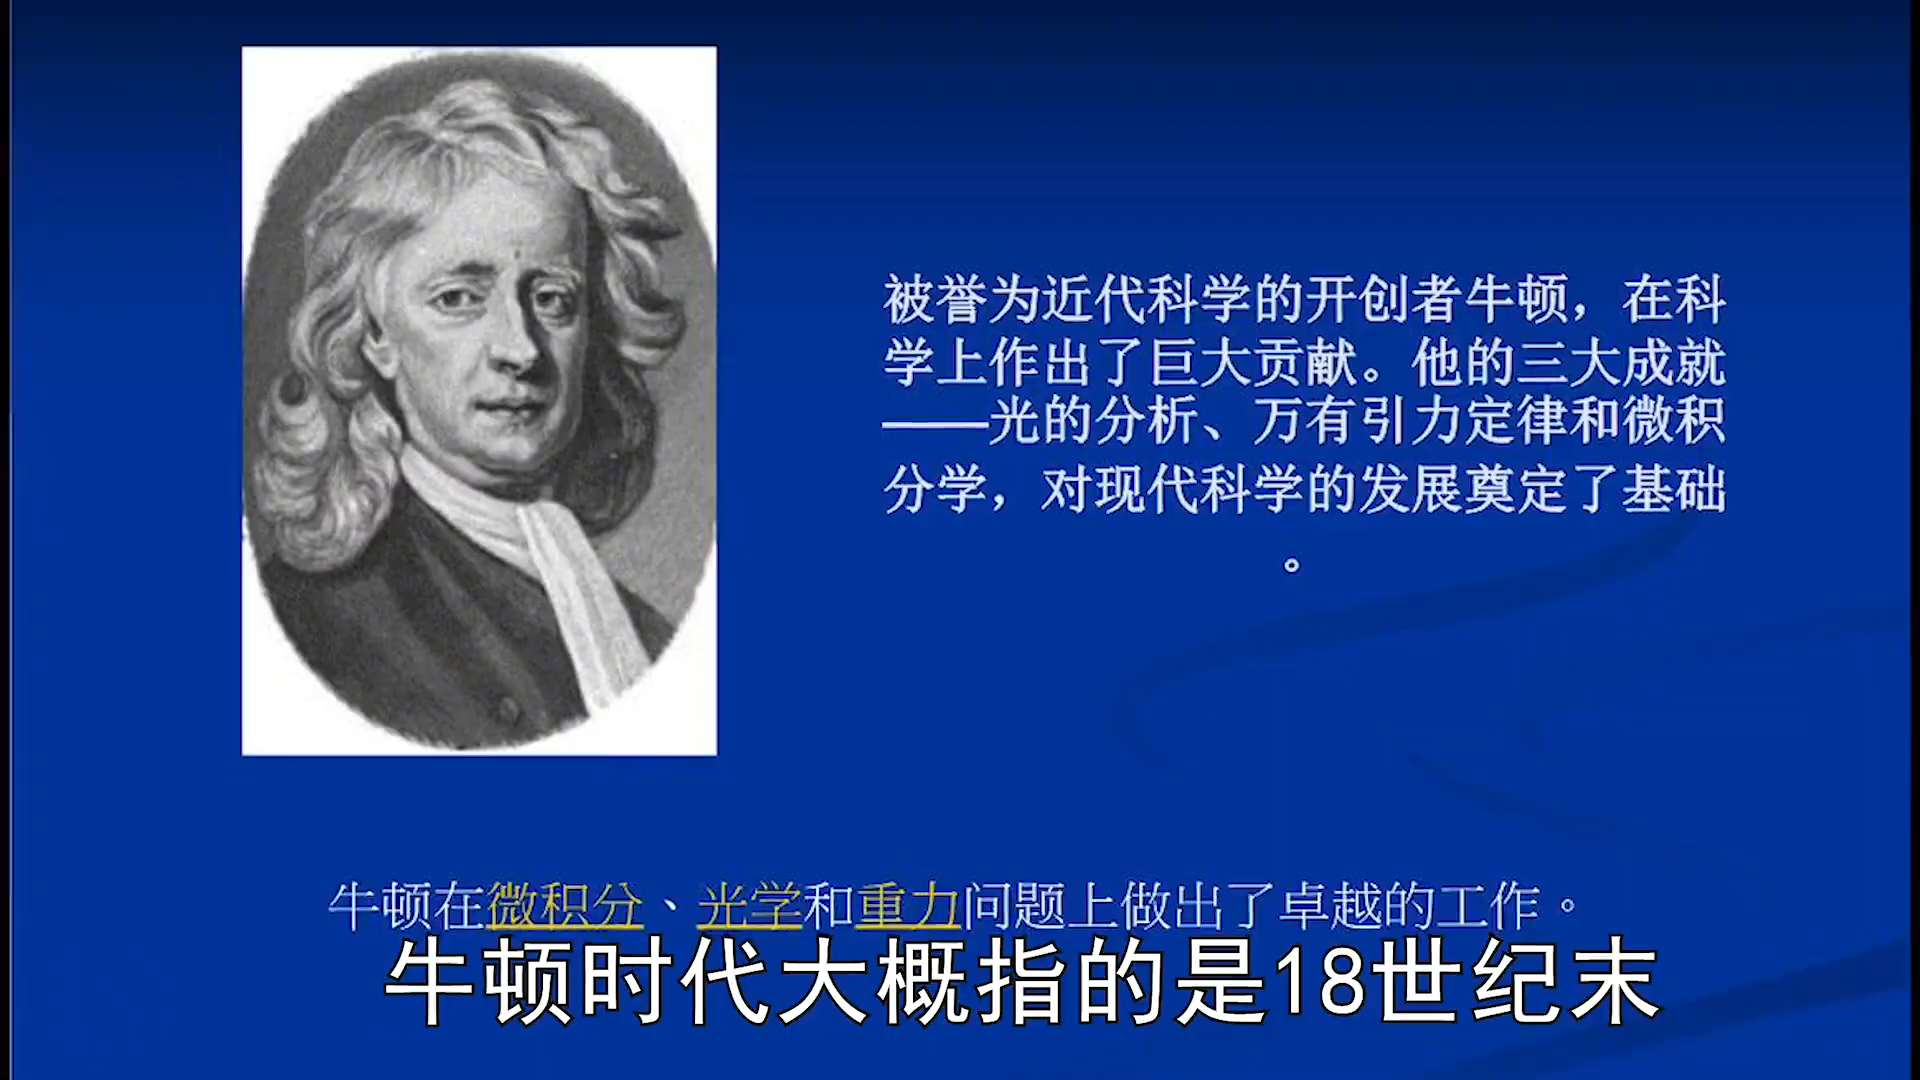 被誉为近代科学的开创者牛顿，在科
学上作出了巨大贡献。他的三大成就
——光的分析、万有引力定律和微积
分学，对现代科学的发展奠定了基础
。
牛顿在微积分、光学和重力问题上做出了卓越的工作。
牛顿时代大概指的是18世纪末